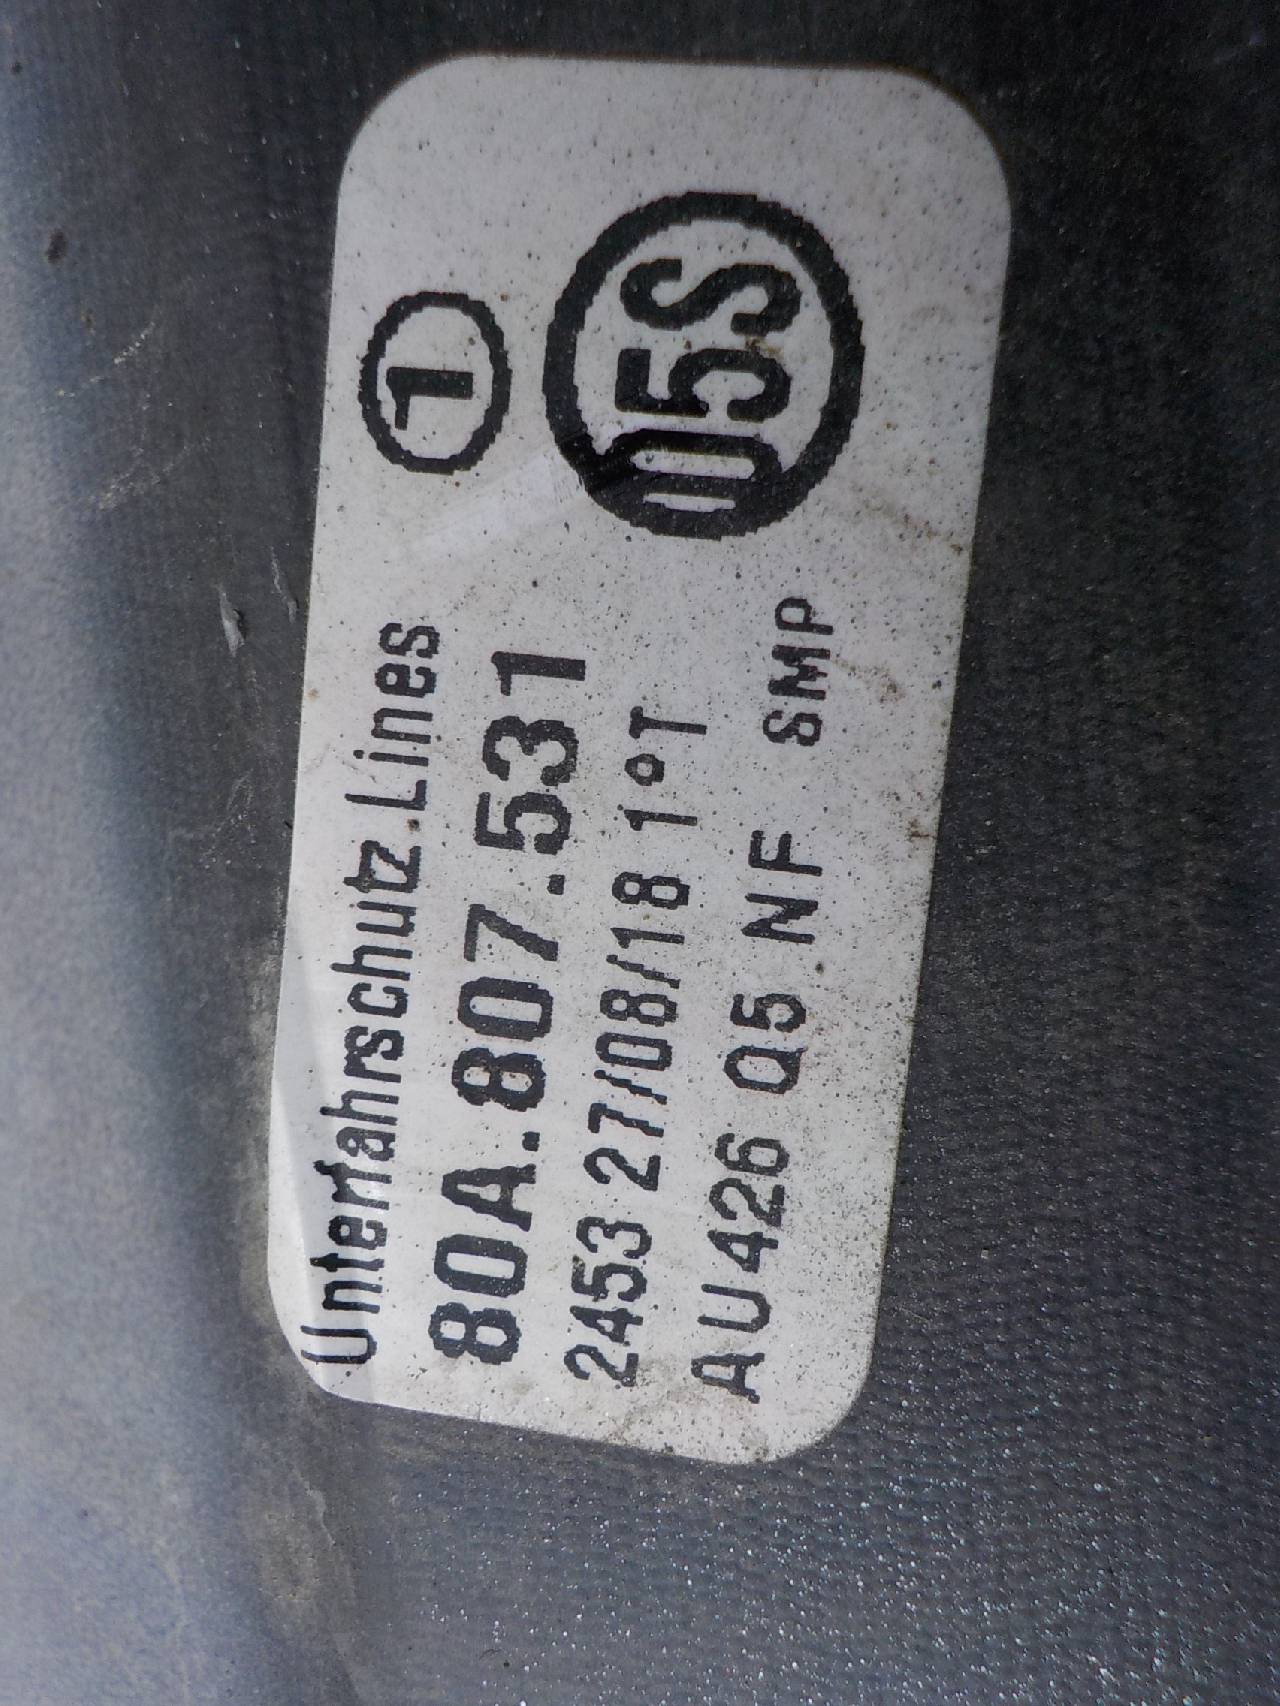 Unterfahrschutz Lines
1
80A.807.531
2453 27/08/18 1°T
05S
AU426 Q5 NF SMP